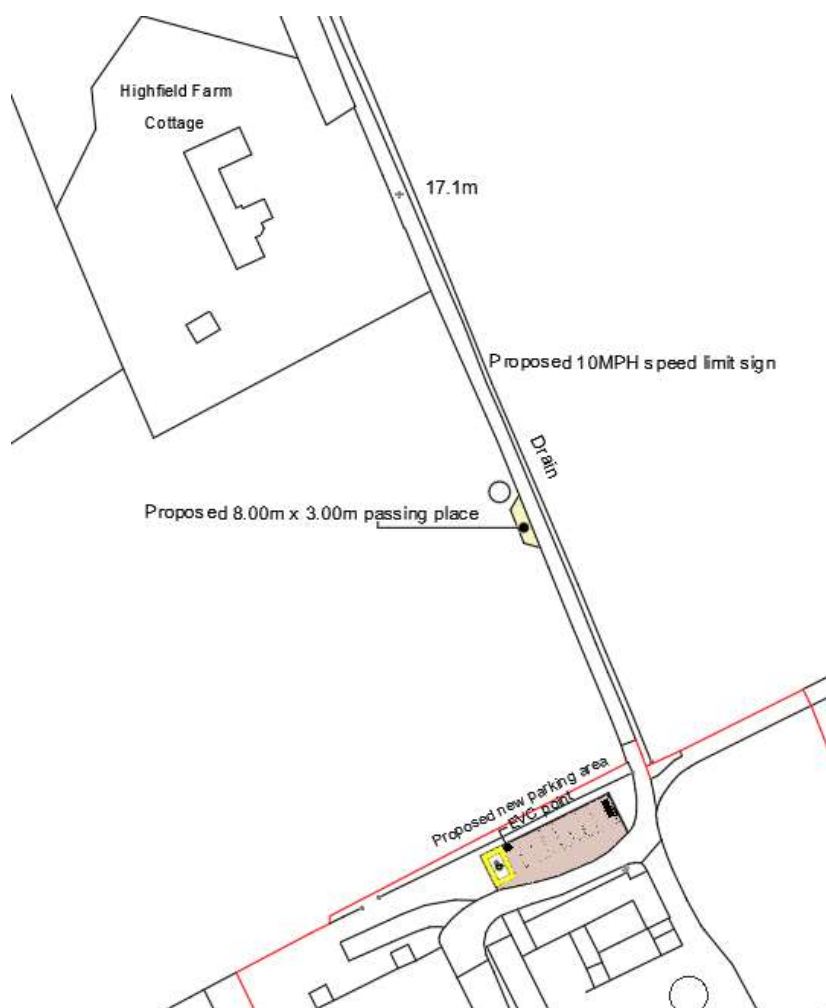 Highfield Farm
Cottage
17.1m
Proposed 10MPH speed limit sign
Drain
Proposed 8.00m x 3.00m passing place
Proposed new parking area
EVC point